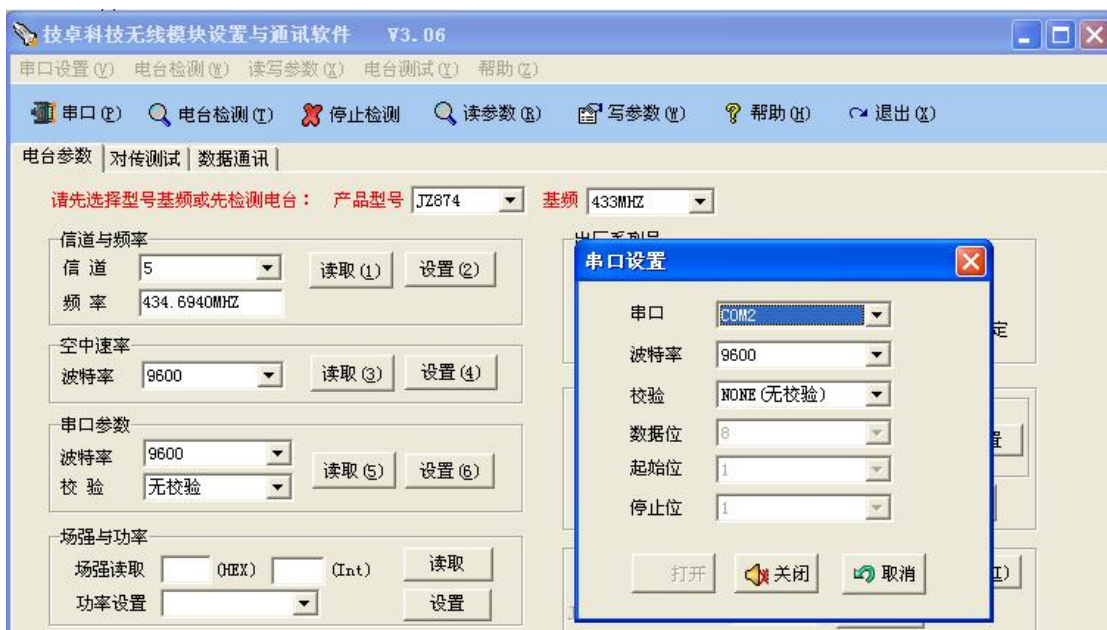 技卓科技无线模块设置与通讯软件 V3.06
串口设置(V) 电台检测(W) 读写参数(X) 电台测试(Y) 帮助(Z)
串口(P) 电台检测(T) 停止检测 读参数(R) 写参数(W) 帮助(H) 退出(X)
电台参数 对传测试 数据通讯
请先选择型号基频或先检测电台： 产品型号 JZ874 基频 433MHZ
信道与频率
信 道 5 读取(1) 设置(2)
频 率 434.6940MHZ
空中速率
波特率 9600 读取(3) 设置(4)
串口参数
波特率 9600
校 验 无校验 读取(5) 设置(6)
场强与功率
场强读取 (HEX) (Int) 读取
功率设置 设置
串口设置
串口 COM2
波特率 9600
校验 NONE(无校验)
数据位 8
起始位 1
停止位 1
打开 关闭 取消
定